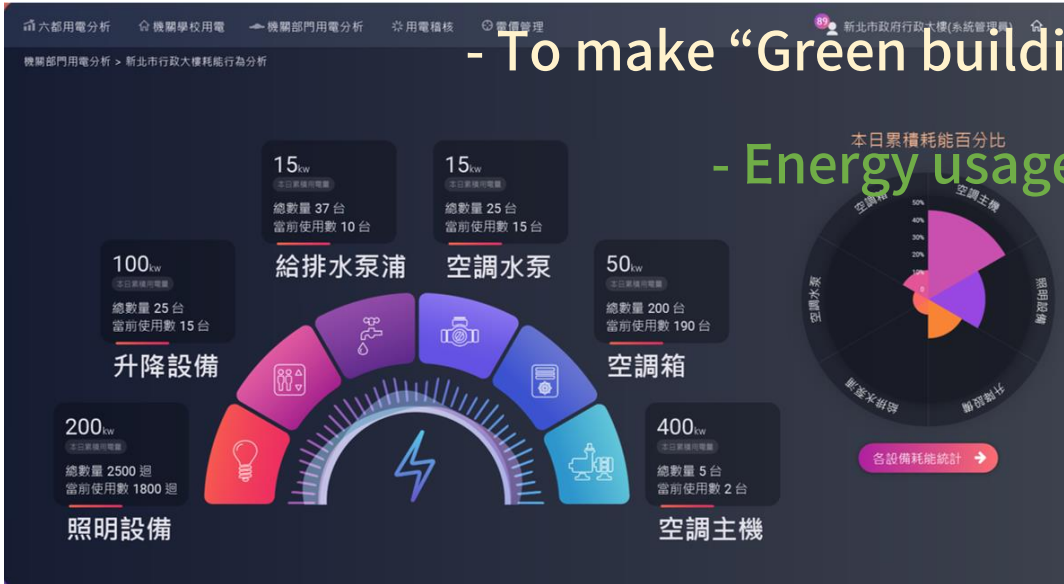 六都用電分析
機關學校用電
機關部門用電分析
用電稽核
電價管理
89
新北市政府行政大樓(系統管理員)
機關部門用電分析 > 新北市行政大樓耗能行為分析
- To make “Green buildi
- Energy usage
15kw
本日累積用電量
總數量 37 台
當前使用數 10 台
給排水泵浦
15kw
本日累積用電量
總數量 25 台
當前使用數 15 台
空調水泵
100kw
本日累積用電量
總數量 25 台
當前使用數 15 台
升降設備
50kw
本日累積用電量
總數量 200 台
當前使用數 190 台
空調箱
200kw
本日累積用電量
總數量 2500 迴
當前使用數 1800 迴
照明設備
400kw
本日累積用電量
總數量 5 台
當前使用數 2 台
空調主機
本日累積耗能百分比
空調箱
空調主機
照明設備
升降設備
給排水泵浦
空調水泵
50%
40%
30%
20%
10%
0
各設備耗能統計